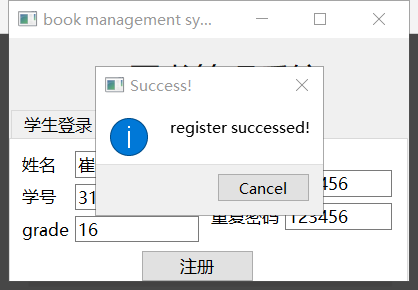 book management sy...
Success!
学生登录
register successed!
姓名 崔
学号 31
Cancel
456
重复密码 123456
grade 16
注册